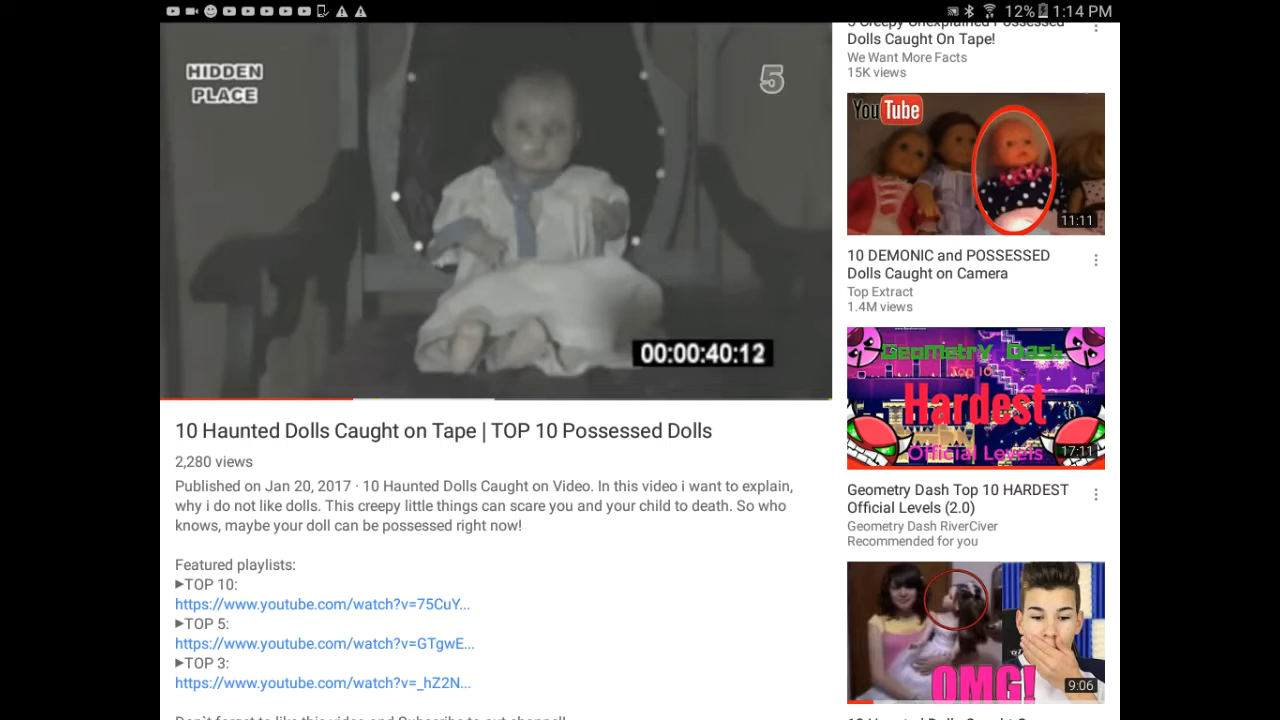 12% 1:14 PM
HIDDEN
PLACE
5
00:00:40:12
10 Haunted Dolls Caught on Tape | TOP 10 Possessed Dolls
2,280 views
Published on Jan 20, 2017 · 10 Haunted Dolls Caught on Video. In this video i want to explain,
why i do not like dolls. This creepy little things can scare you and your child to death. So who
knows, maybe your doll can be possessed right now!
Featured playlists:
▶TOP 10:
https://www.youtube.com/watch?v=75CuY...
▶TOP 5:
https://www.youtube.com/watch?v=GTgwE...
▶TOP 3:
https://www.youtube.com/watch?v=_hZ2N...
5 Creepy Unexplained Possessed
Dolls Caught On Tape!
We Want More Facts
15K views
YouTube
11:11
10 DEMONIC and POSSESSED
Dolls Caught on Camera
Top Extract
1.4M views
GeoMetrY Dash
Top 10
Hardest
Official Levels
17:11
Geometry Dash Top 10 HARDEST
Official Levels (2.0)
Geometry Dash RiverCiver
Recommended for you
OMG!
9:06